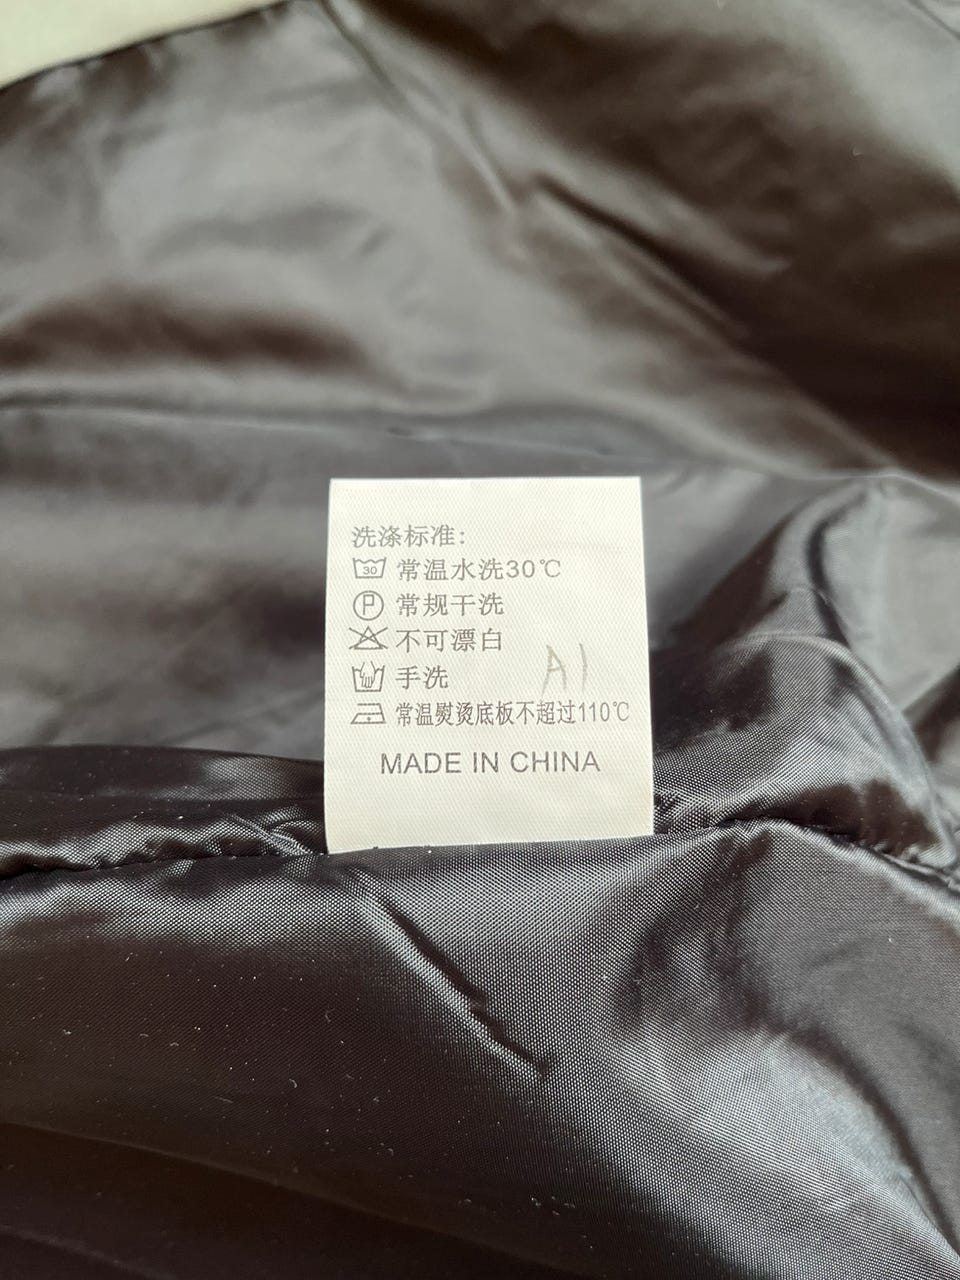 洗涤标准:
30 常温水洗30℃
P 常规干洗
不可漂白
A1
手洗
常温熨烫底板不超过110℃
MADE IN CHINA